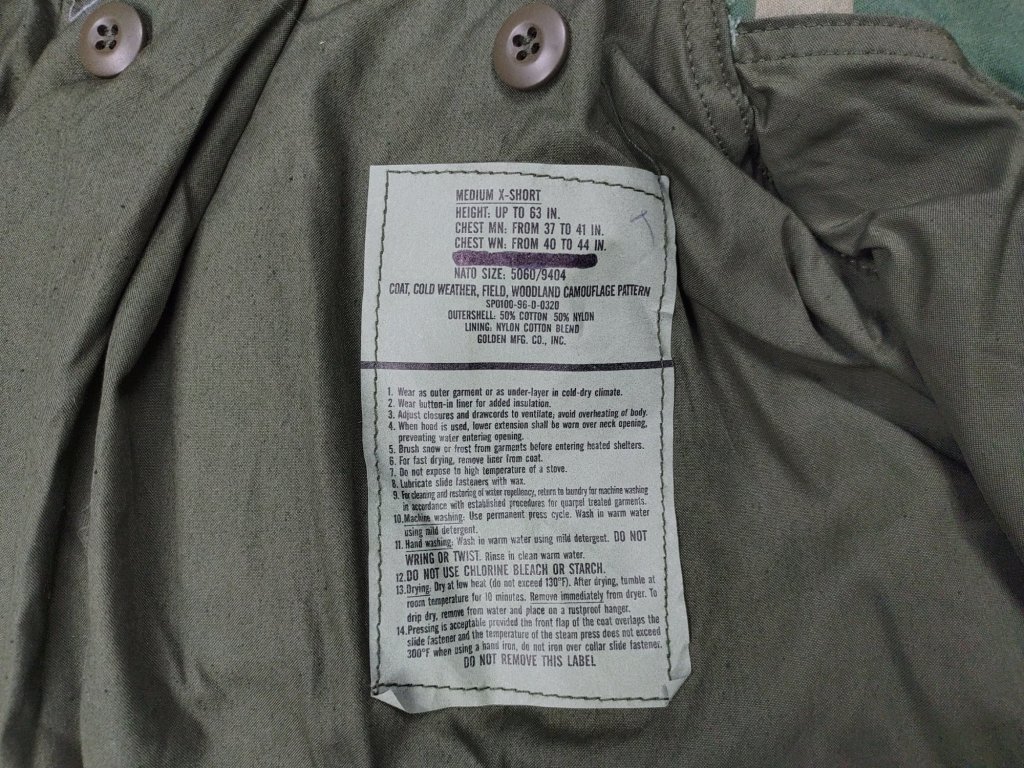 MEDIUM X-SHORT
HEIGHT: UP TO 63 IN.
CHEST MN: FROM 37 TO 41 IN.
CHEST WN: FROM 40 TO 44 IN.
NATO SIZE: 5060/9404
COAT, COLD WEATHER, FIELD, WOODLAND CAMOUFLAGE PATTERN
SPO100-96-D-0320
OUTERSHELL: 50% COTTON 50% NYLON
LINING: NYLON COTTON BLEND
GOLDEN MFG. CO., INC.
1. Wear as outer garment or as under-layer in cold-dry climate.
2. Wear button-in liner for added insulation.
3. Adjust closures and drawcords to ventilate; avoid overheating of body.
4. When hood is used, lower extension shall be worn over neck opening,
preventing water entering opening.
5. Brush snow or frost from garments before entering heated shelters.
6. For fast drying, remove liner from coat.
7. Do not expose to high temperature of a stove.
8. Lubricate slide fasteners with wax.
9. For cleaning and restoring of water repellency, return to laundry for machine washing
in accordance with established procedures for quarpel treated garments.
10. Machine washing: Use permanent press cycle. Wash in warm water
using mild detergent.
11. Hand washing: Wash in warm water using mild detergent. DO NOT
WRING OR TWIST. Rinse in clean warm water.
12. DO NOT USE CHLORINE BLEACH OR STARCH.
13. Drying: Dry at low heat (do not exceed 130°F). After drying, tumble at
room temperature for 10 minutes. Remove immediately from dryer. To
drip dry, remove from water and place on a rustproof hanger.
14. Pressing is acceptable provided the front flap of the coat overlaps the
slide fastener and the temperature of the steam press does not exceed
300°F when using a hand iron, do not iron over collar slide fastener.
DO NOT REMOVE THIS LABEL